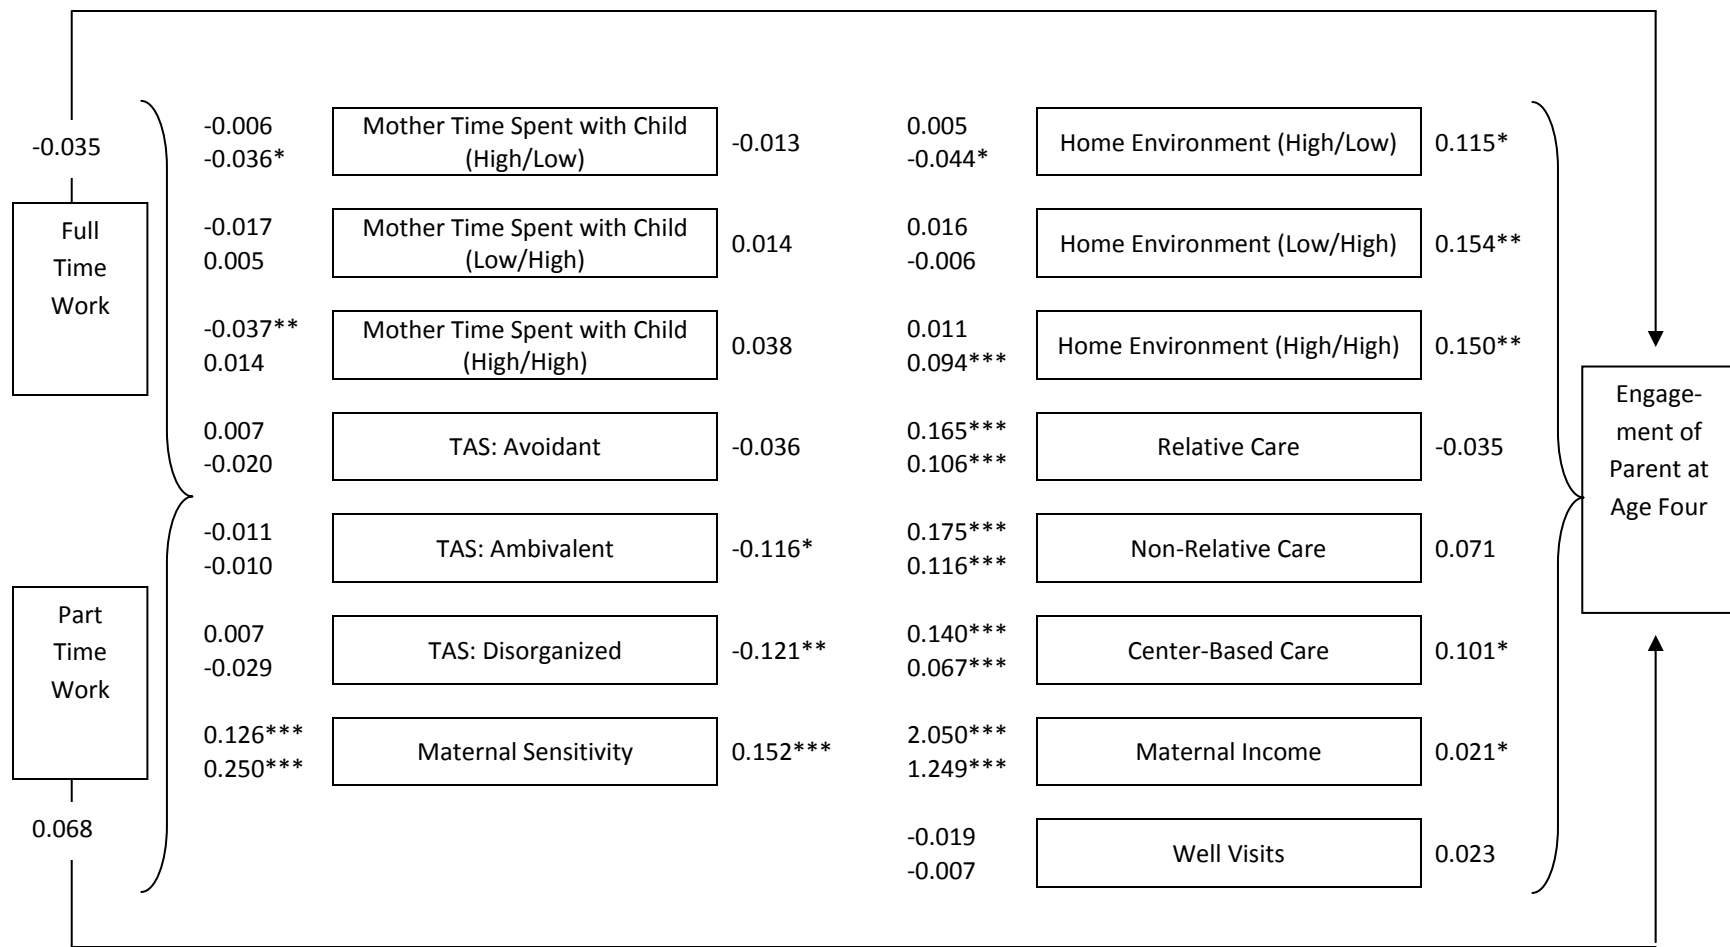 -0.035
Full
Time
Work
Part
Time
Work
0.068
-0.006
-0.036*
Mother Time Spent with Child
(High/Low)
-0.013
-0.017
0.005
Mother Time Spent with Child
(Low/High)
0.014
-0.037**
0.014
Mother Time Spent with Child
(High/High)
0.038
0.007
-0.020
TAS: Avoidant
-0.036
-0.011
-0.010
TAS: Ambivalent
-0.116*
0.007
-0.029
TAS: Disorganized
-0.121**
0.126***
0.250***
Maternal Sensitivity
0.152***
0.005
-0.044*
Home Environment (High/Low)
0.115*
0.016
-0.006
Home Environment (Low/High)
0.154**
0.011
0.094***
Home Environment (High/High)
0.150**
0.165***
0.106***
Relative Care
-0.035
0.175***
0.116***
Non-Relative Care
0.071
0.140***
0.067***
Center-Based Care
0.101*
2.050***
1.249***
Maternal Income
0.021*
-0.019
-0.007
Well Visits
0.023
Engage-
ment of
Parent at
Age Four